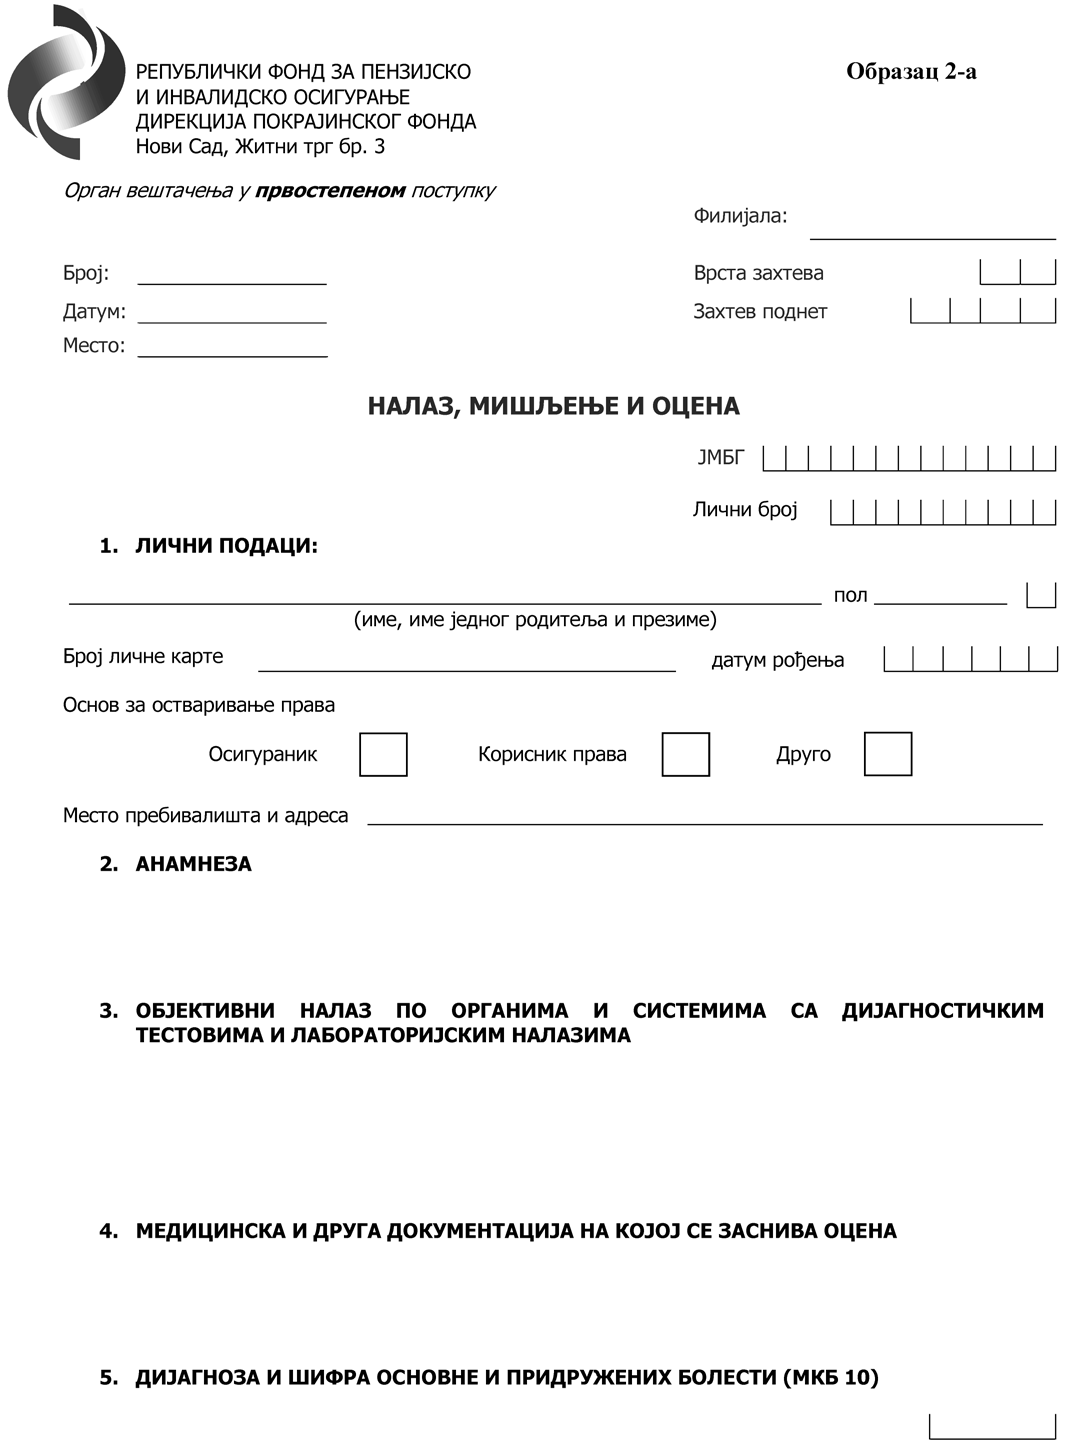 РЕПУБЛИЧКИ ФОНД ЗА ПЕНЗИЈСКО
И ИНВАЛИДСКО ОСИГУРАЊЕ
ДИРЕКЦИЈА ПОКРАЈИНСКОГ ФОНДА
Нови Сад, Житни трг бр. 3
Образац 2-а
Орган вештачења у првостепеном поступку
Филијала:
Број:
Врста захтева
Датум:
Захтев поднет
Место:
НАЛАЗ, МИШЉЕЊЕ И ОЦЕНА
ЈМБГ
Лични број
1. ЛИЧНИ ПОДАЦИ:
пол
(име, име једног родитеља и презиме)
Број личне карте датум рођења
Основ за остваривање права
Осигураник Корисник права Друго
Место пребивалишта и адреса
2. АНАМНЕЗА
3. ОБЈЕКТИВНИ НАЛАЗ ПО ОРГАНИМА И СИСТЕМИМА СА ДИЈАГНОСТИЧКИМ
ТЕСТОВИМА И ЛАБОРАТОРИЈСКИМ НАЛАЗИМА
4. МЕДИЦИНСКА И ДРУГА ДОКУМЕНТАЦИЈА НА КОЈОЈ СЕ ЗАСНИВА ОЦЕНА
5. ДИЈАГНОЗА И ШИФРА ОСНОВНЕ И ПРИДРУЖЕНИХ БОЛЕСТИ (МКБ 10)